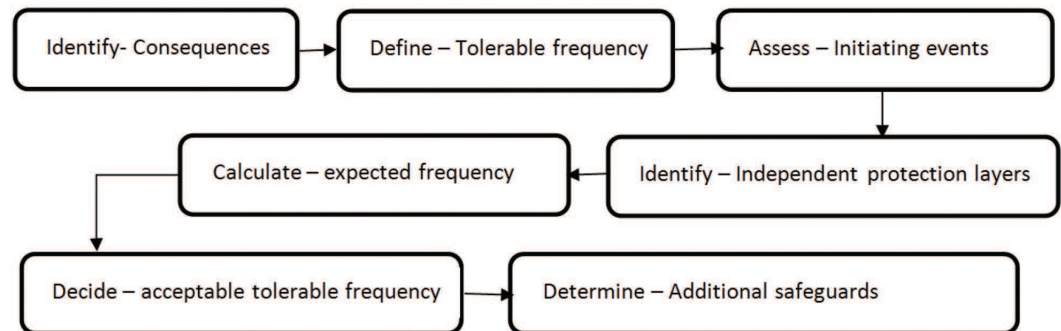 Identify- Consequences
Define – Tolerable frequency
Assess – Initiating events
Identify – Independent protection layers
Calculate – expected frequency
Decide – acceptable tolerable frequency
Determine – Additional safeguards